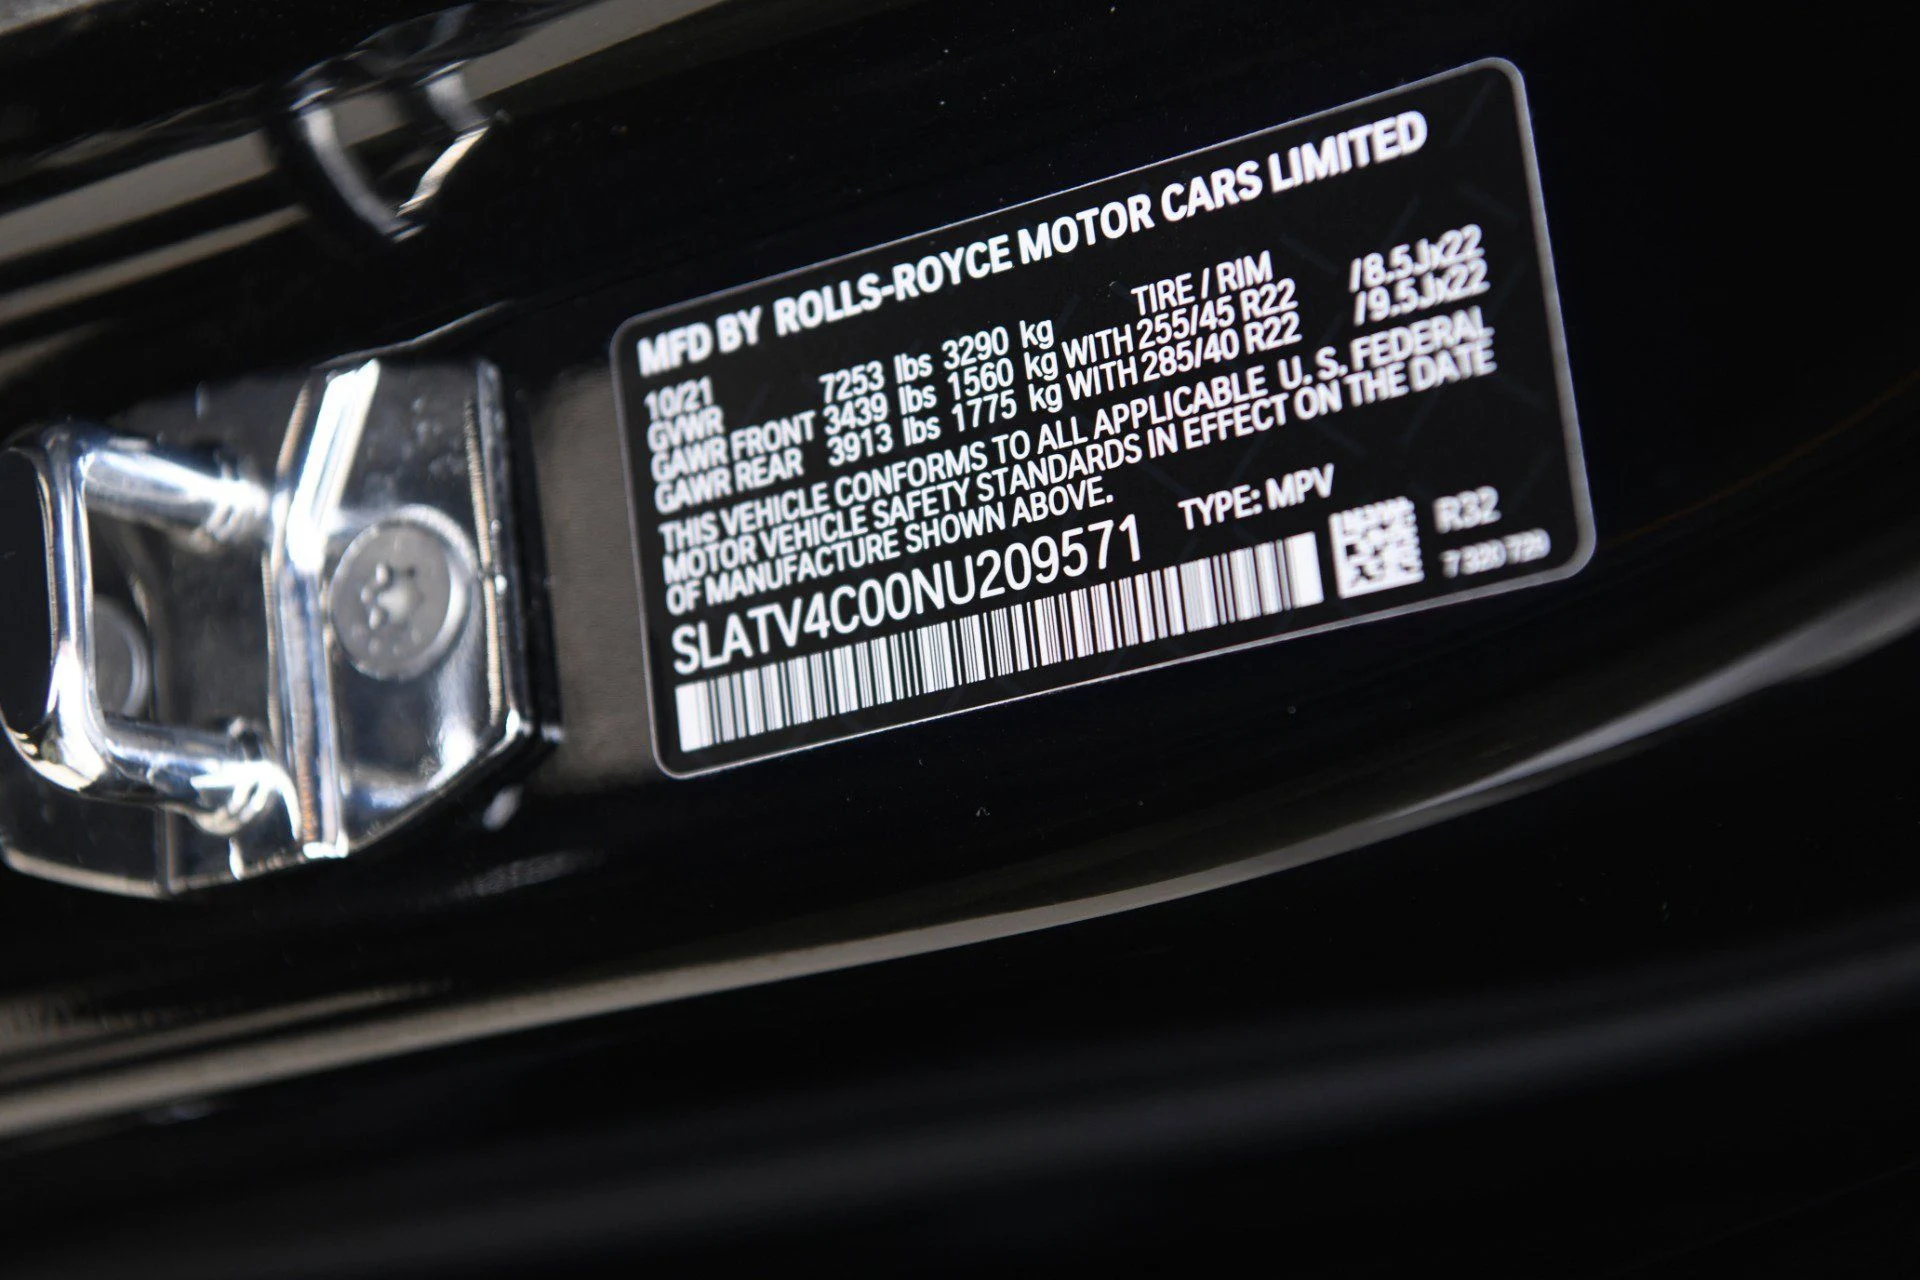 MFD BY ROLLS-ROYCE MOTOR CARS LIMITED
10/21 TIRE / RIM
GVWR 7253 lbs 3290 kg
GAWR FRONT 3439 lbs 1560 kg WITH 255/45 R22 /8.5Jx22
GAWR REAR 3913 lbs 1775 kg WITH 285/40 R22 /9.5Jx22
THIS VEHICLE CONFORMS TO ALL APPLICABLE U. S. FEDERAL
MOTOR VEHICLE SAFETY STANDARDS IN EFFECT ON THE DATE
OF MANUFACTURE SHOWN ABOVE.
SLATV4C00NU209571 TYPE: MPV
R32